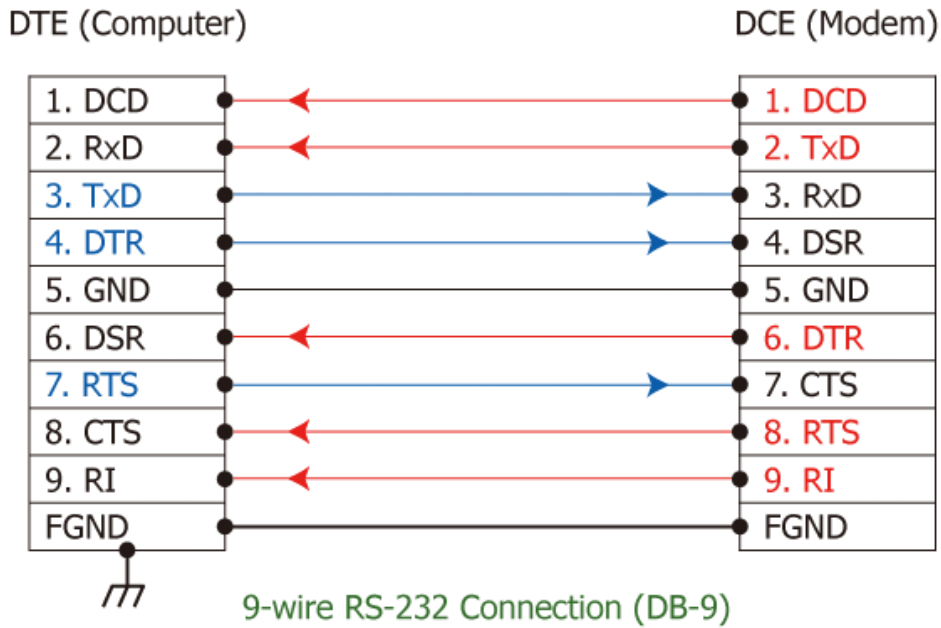 DTE (Computer) DCE (Modem)
1. DCD 1. DCD
2. RxD 2. TxD
3. TxD 3. RxD
4. DTR 4. DSR
5. GND 5. GND
6. DSR 6. DTR
7. RTS 7. CTS
8. CTS 8. RTS
9. RI 9. RI
FGND FGND
9-wire RS-232 Connection (DB-9)